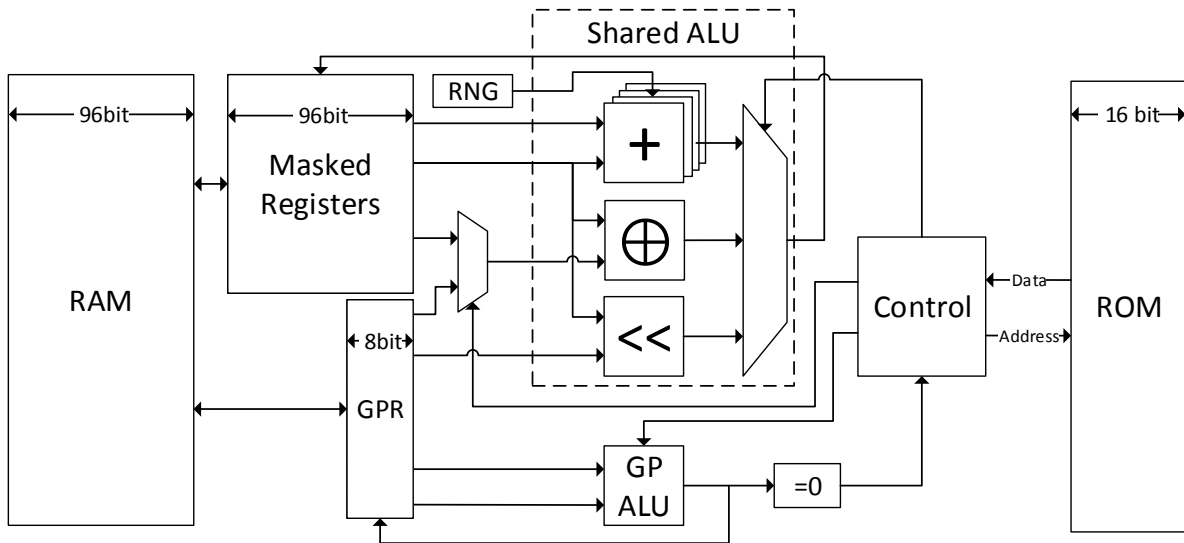 Shared ALU
RNG
96bit
96bit
16 bit
+
Masked
Registers
⊕
RAM
Control
Data
Address
ROM
<<
8bit
GPR
GP
ALU
=0